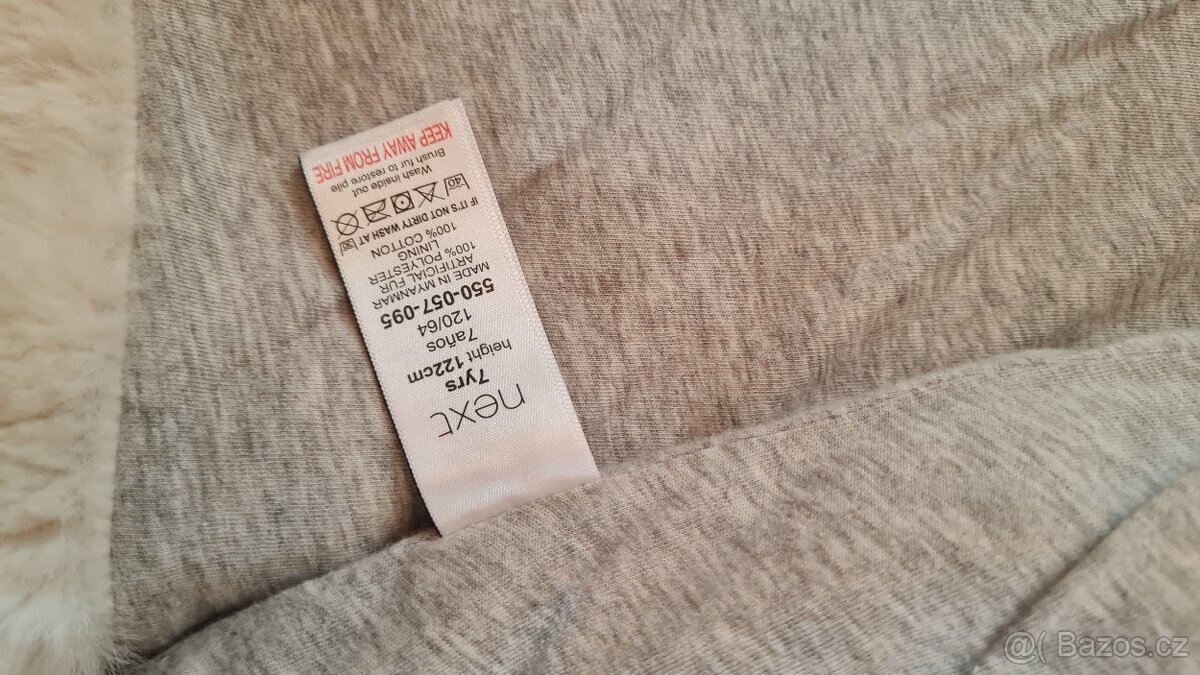 next
7yrs
height 122cm
7años
120/64
550-057-095
MADE IN MYANMAR
ARTIFICIAL FUR
100% POLYESTER
LINING
100% COTTON
IF IT'S NOT DIRTY WASH AT 30
40
Wash inside out
Brush fur to restore pile
KEEP AWAY FROM FIRE
@( Bazos.cz